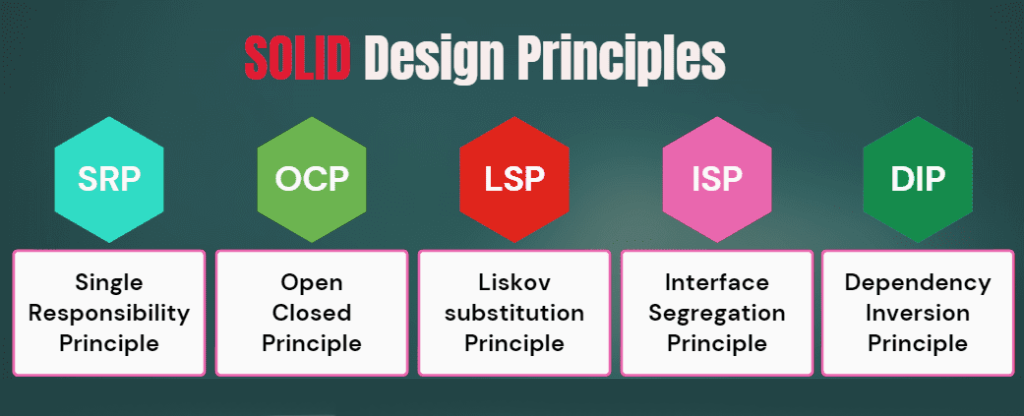 SOLID Design Principles
SRP
OCP
LSP
ISP
DIP
Single
Responsibility
Principle
Open
Closed
Principle
Liskov
substitution
Principle
Interface
Segregation
Principle
Dependency
Inversion
Principle